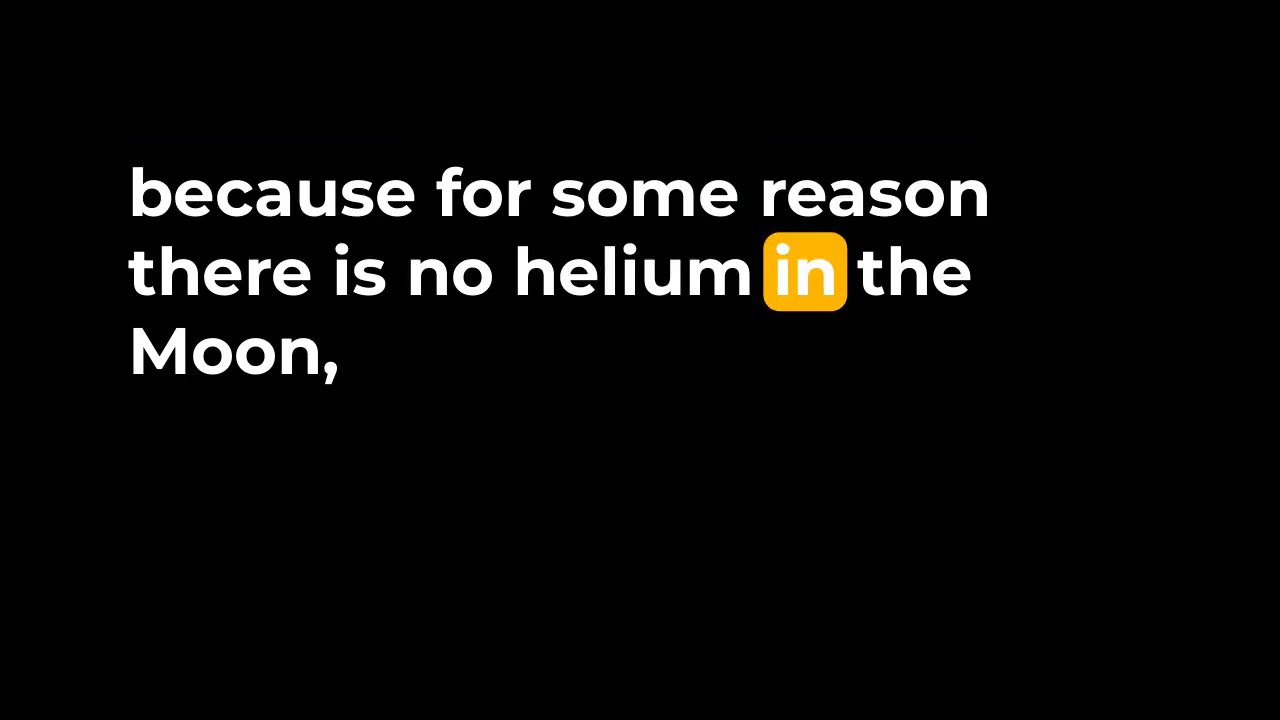 because for some reason
there is no helium in the
Moon,